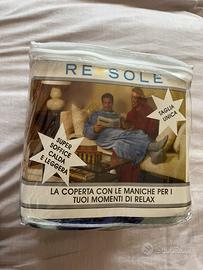 RE SOLE
TAGLIA
UNICA
SUPER
SOFFICE
CALDA
E LEGGERA
LA COPERTA CON LE MANICHE PER I
TUOI MOMENTI DI RELAX